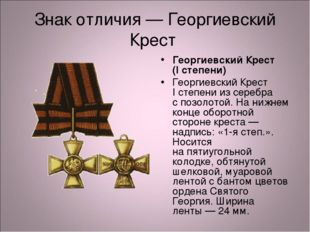 Знак отличия — Георгиевский
Крест
• Георгиевский Крест
(I степени)
• Георгиевский Крест
I степени из серебра
с позолотой. На нижнем
конце оборотной
стороне креста —
надпись: «1-я степ.».
Носится
на пятиугольной
колодке, обтянутой
шелковой, муаровой
лентой с бантом цветов
ордена Святого
Георгия. Ширина
ленты — 24 мм.